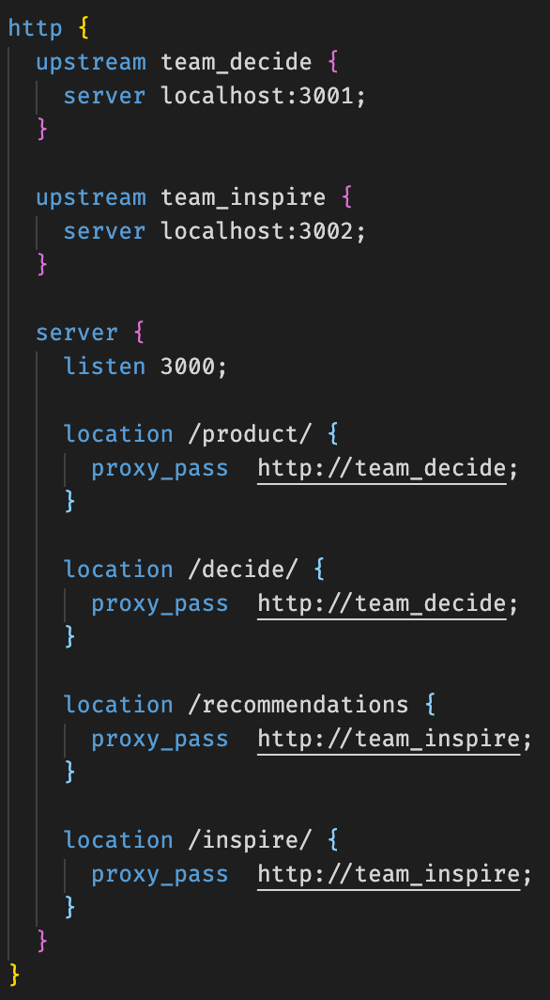 http {
  upstream team_decide {
    server localhost:3001;
  }

  upstream team_inspire {
    server localhost:3002;
  }

  server {
    listen 3000;

    location /product/ {
      proxy_pass  http://team_decide;
    }

    location /decide/ {
      proxy_pass  http://team_decide;
    }

    location /recommendations {
      proxy_pass  http://team_inspire;
    }

    location /inspire/ {
      proxy_pass  http://team_inspire;
    }
  }
}